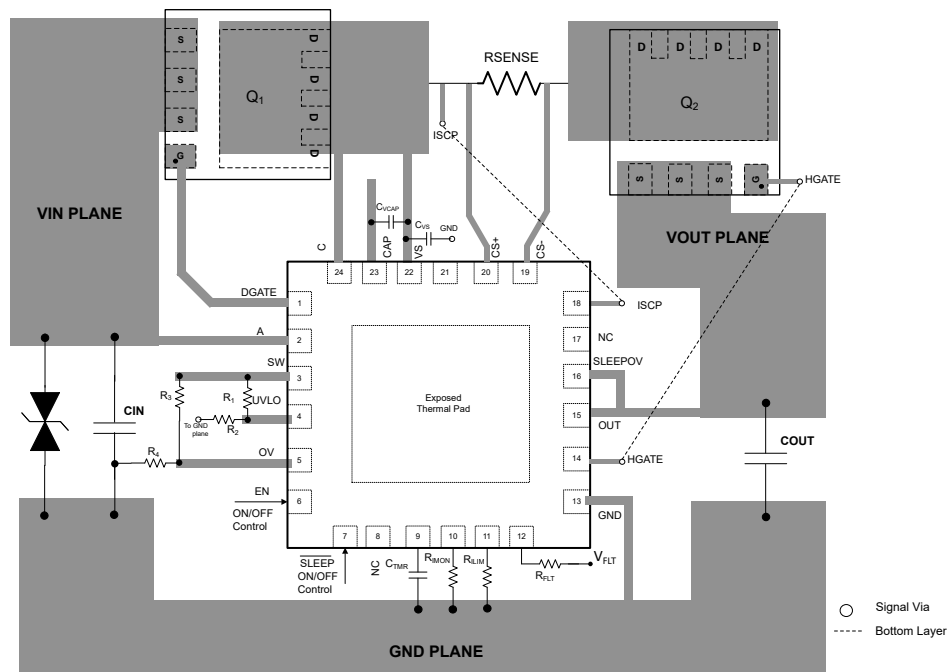 S
S
S
G
Q1
D
D
D
D
RSENSE
ISCP
D D D D
Q2
S S S G
HGATE
VIN PLANE
VOUT PLANE
CVCAP
CVS
GND
C
CAP
VS
CS+
CS-
24 23 22 21 20 19
DGATE
1
A
2
SW
3
R3
R1
UVLO
4
To GND
plane
R2
OV
5
R4
CIN
EN
6
ON/OFF
Control
Exposed
Thermal Pad
18
ISCP
17
NC
SLEEPOV
16
15
OUT
14
HGATE
13
GND
COUT
7 8 9 10 11 12
SLEEP
ON/OFF
Control
NC
CTMR
RIMON
RILIM
RFLT
VFLT
GND PLANE
Signal Via
Bottom Layer